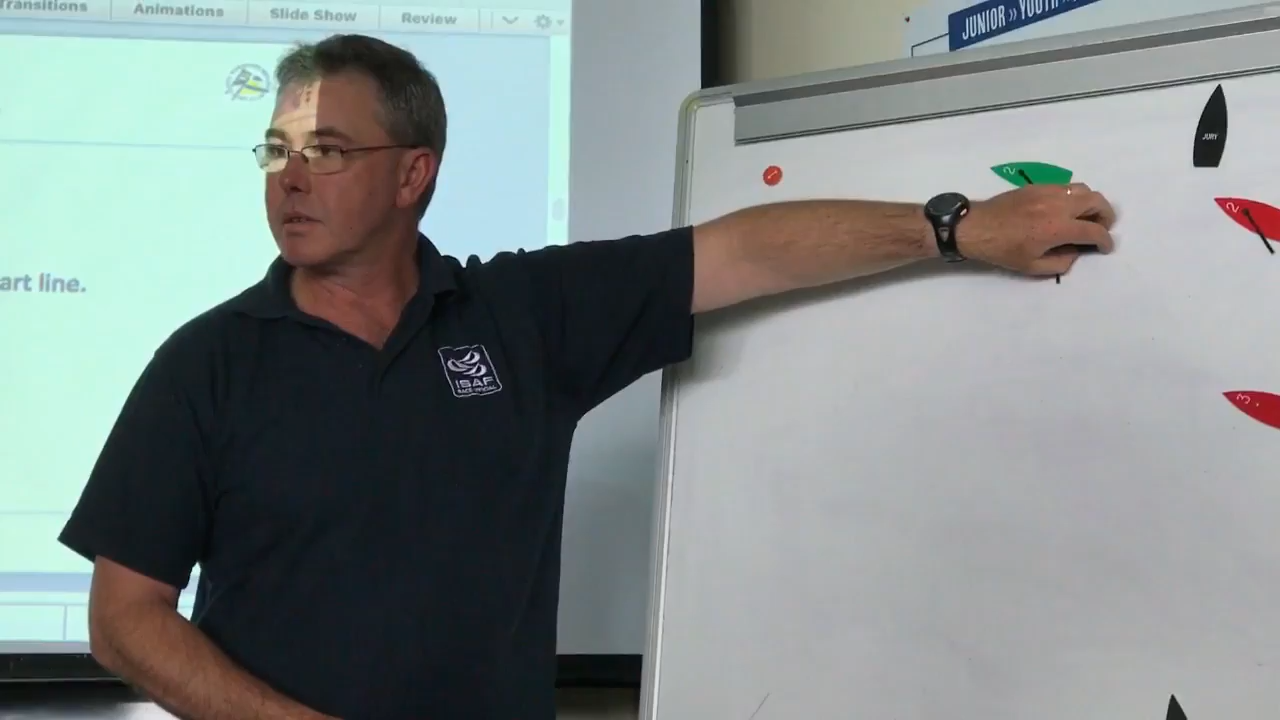 Transitions
Animations
Slide Show
Review
JUNIOR » YOUTH
JURY
2
2
art line.
ISAF
RACE OFFICIAL
3